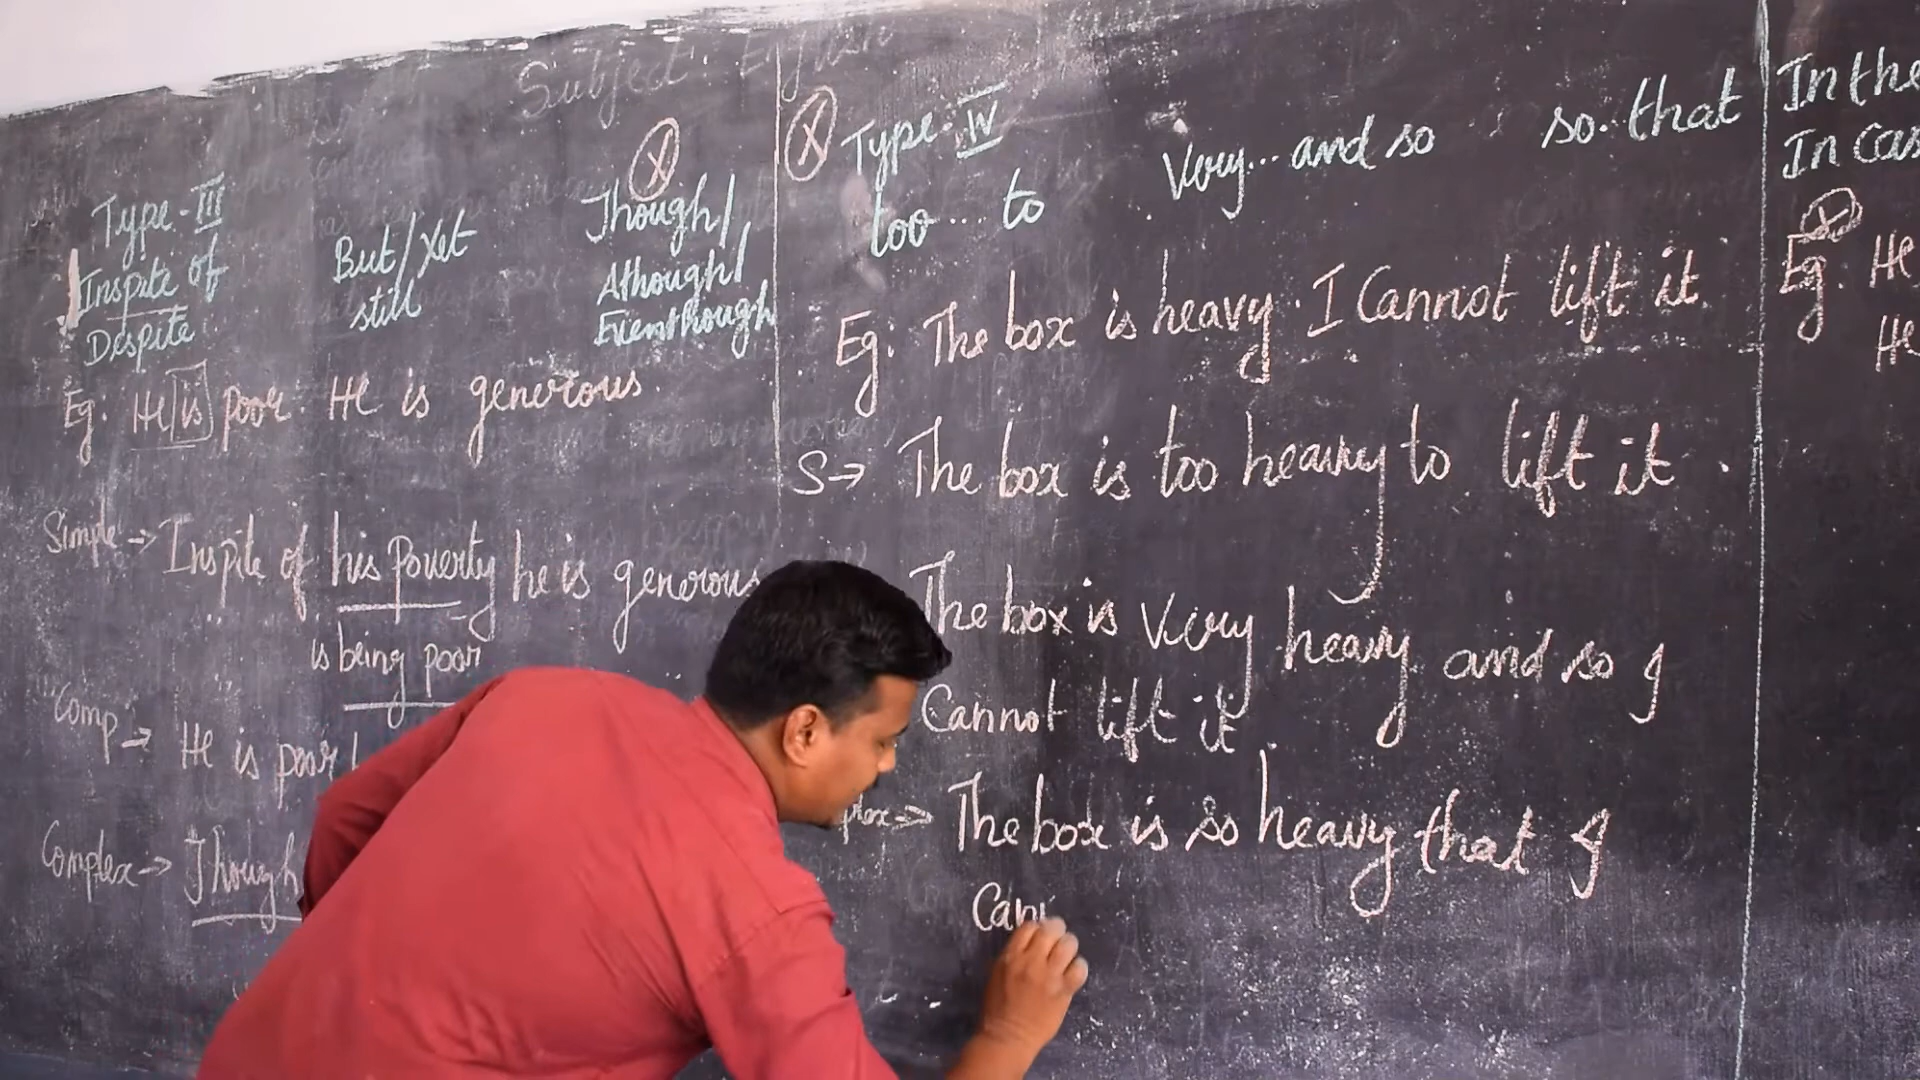 Subject: English
Type-III
Inspite of
Despite
But/Yet
still
Though/
Athough/
Eventhough
Eg: He is poor. He is generous.
Simple → Inspite of his Poverty he is generous
is being poor
"Comp" → He is poor
Complex → Though
X
X Type-IV
too... to
Very... and so
so. that
Eg: The box is heavy. I Cannot lift it
S→ The box is too heavy to lift it.
The box is Very heavy and so I
Cannot lift it
The box is so heavy that I
Can
In the
In Cas
X
Eg: He
He